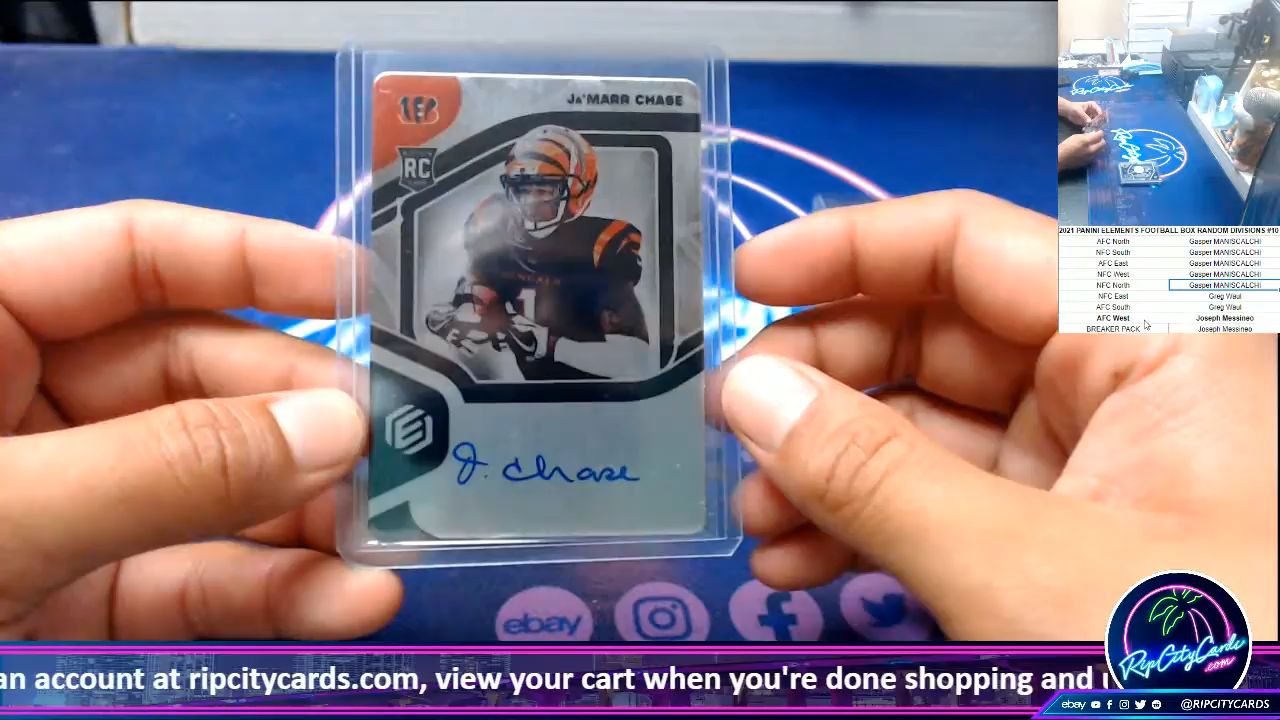 JA'MARR CHASE
RC
1
J. Chase
ebay
2021 PANINI ELEMENTS FOOTBALL BOX RANDOM DIVISIONS #10
AFC North Gasper MANISCALCHI
NFC South Gasper MANISCALCHI
AFC East Gasper MANISCALCHI
NFC West Gasper MANISCALCHI
NFC North Gasper MANISCALCHI
NFC East Greg Waul
AFC South Greg Waul
AFC West Joseph Messineo
BREAKER PACK Joseph Messineo
an account at ripcitycards.com, view your cart when you're done shopping and
RipCityCards
.com
ebay @RIPCITYCARDS